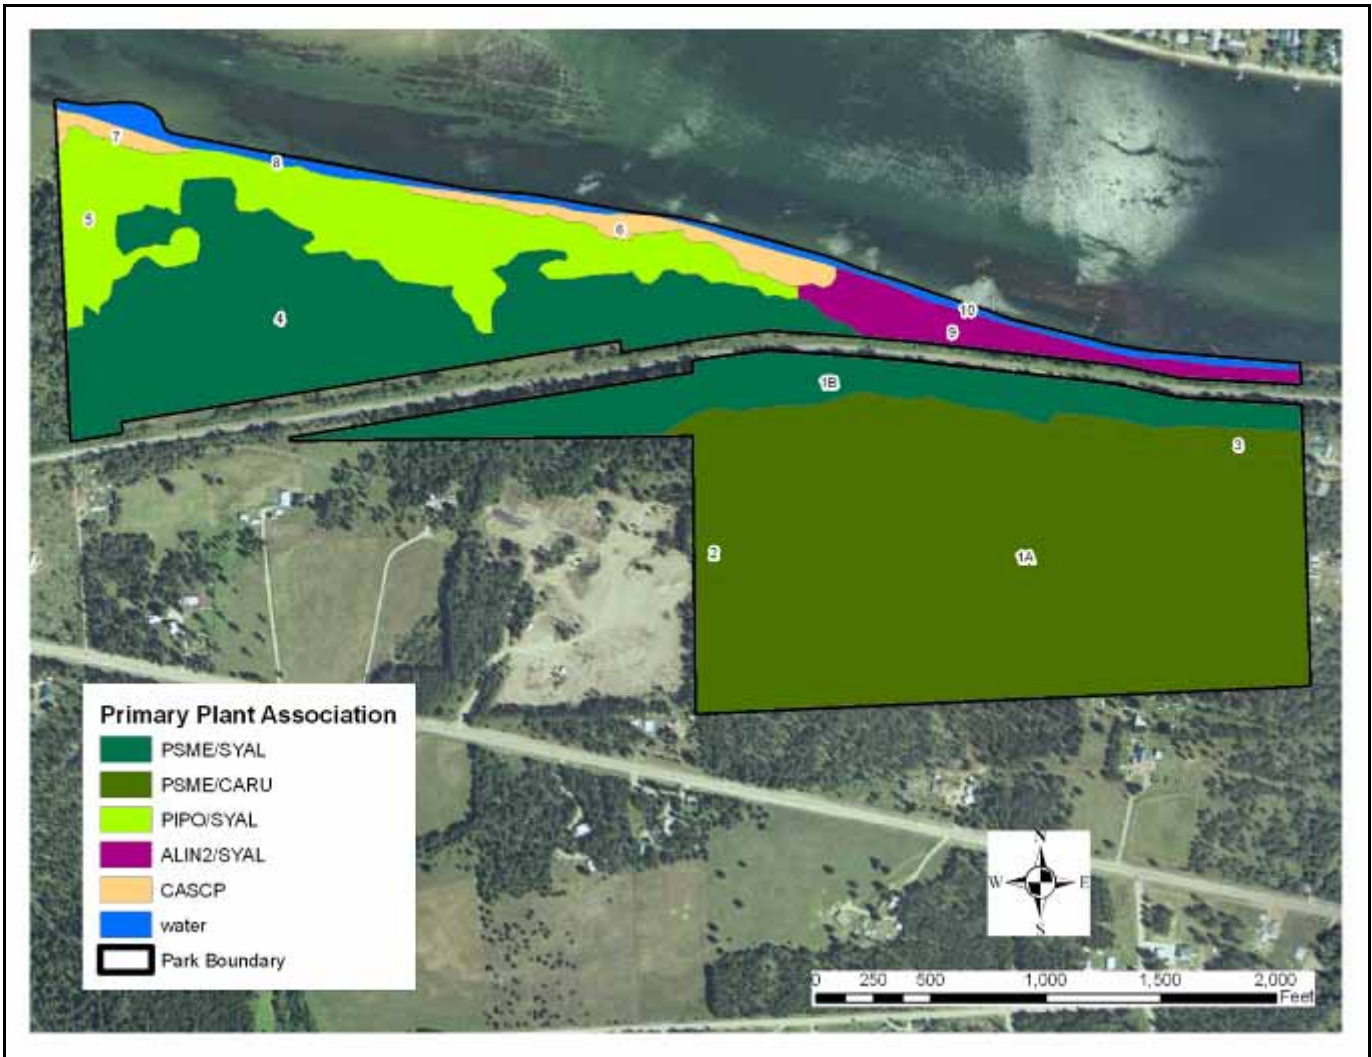 7
8
5
6
4
10
9
1B
3
2
1A
Primary Plant Association
PSME/SYAL
PSME/CARU
PIPO/SYAL
ALIN2/SYAL
CASCP
water
Park Boundary
N
W E
S
0 250 500 1,000 1,500 2,000
Feet